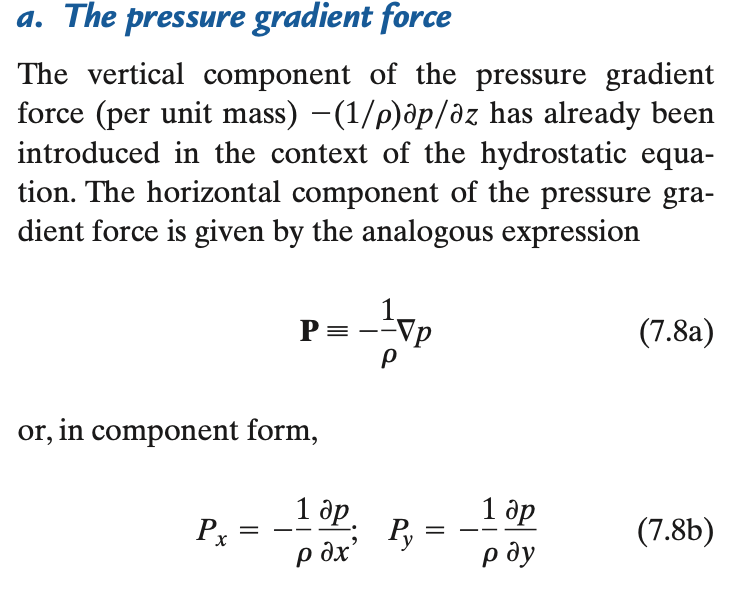 a. The pressure gradient force
The vertical component of the pressure gradient
force (per unit mass) −(1/ρ)∂p/∂z has already been
introduced in the context of the hydrostatic equa-
tion. The horizontal component of the pressure gra-
dient force is given by the analogous expression
P ≡ −1/ρ ∇p (7.8a)
or, in component form,
Pₓ = −1/ρ ∂p/∂x; P_y = −1/ρ ∂p/∂y (7.8b)